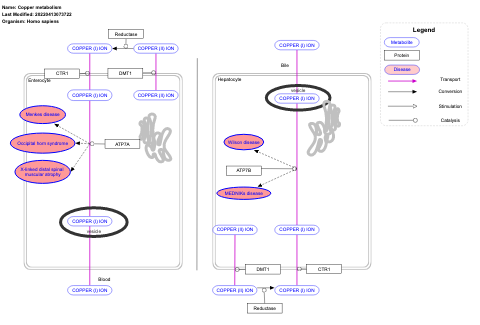 Name: Copper metabolism
Last Modified: 20220413073722
Organism: Homo sapiens
Reductase
COPPER (I) ION
COPPER (II) ION
CTR1
DMT1
Enterocyte
COPPER (I) ION
COPPER (II) ION
Menkes disease
Occipital horn syndrome
X-linked distal spinal
muscular atrophy
ATP7A
COPPER (I) ION
vesicle
Blood
COPPER (I) ION
COPPER (I) ION
Bile
Hepatocyte
vesicle
COPPER (I) ION
Wilson disease
ATP7B
MEDNIKs disease
COPPER (II) ION
COPPER (I) ION
DMT1
CTR1
COPPER (II) ION
COPPER (I) ION
Reductase
Legend
Metabolite
Protein
Disease
Transport
Conversion
Stimulation
Catalysis